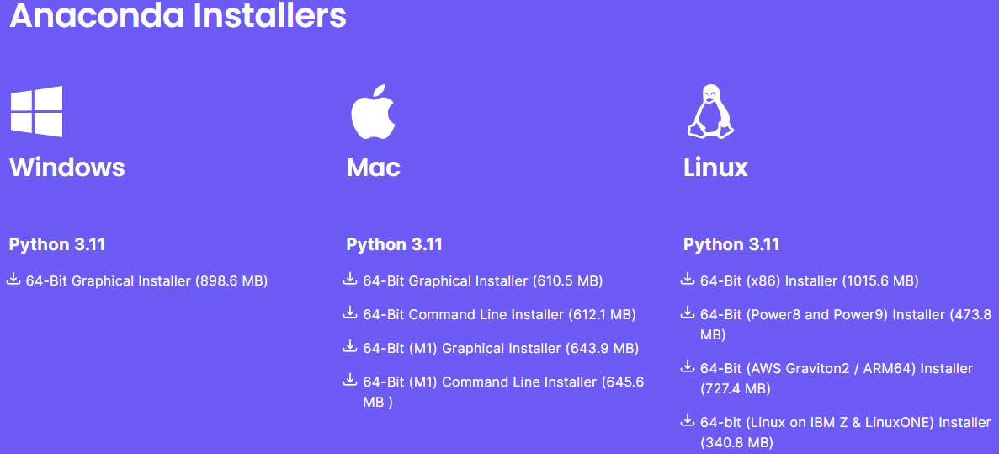 Anaconda Installers
Windows
Python 3.11
64-Bit Graphical Installer (898.6 MB)
Mac
Python 3.11
64-Bit Graphical Installer (610.5 MB)
64-Bit Command Line Installer (612.1 MB)
64-Bit (M1) Graphical Installer (643.9 MB)
64-Bit (M1) Command Line Installer (645.6
MB )
Linux
Python 3.11
64-Bit (x86) Installer (1015.6 MB)
64-Bit (Power8 and Power9) Installer (473.8
MB)
64-Bit (AWS Graviton2 / ARM64) Installer
(727.4 MB)
64-bit (Linux on IBM Z & LinuxONE) Installer
(340.8 MB)